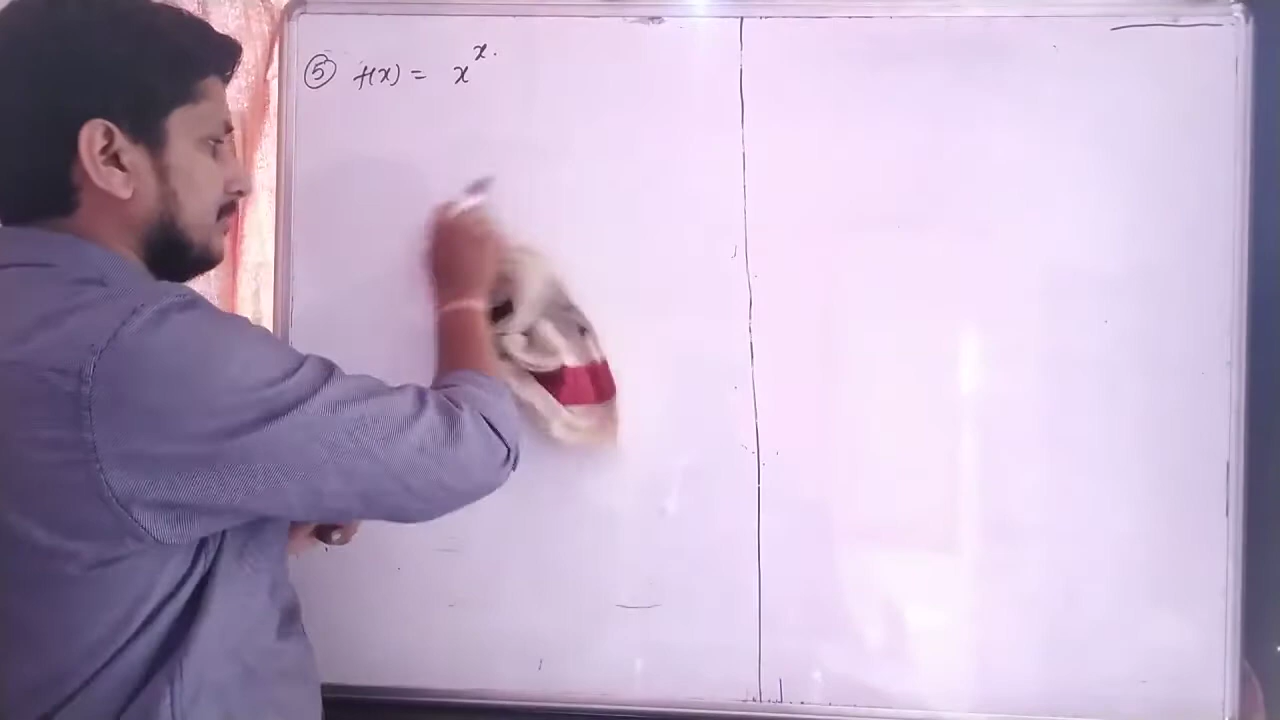 ⑤ f(x) = x^x.